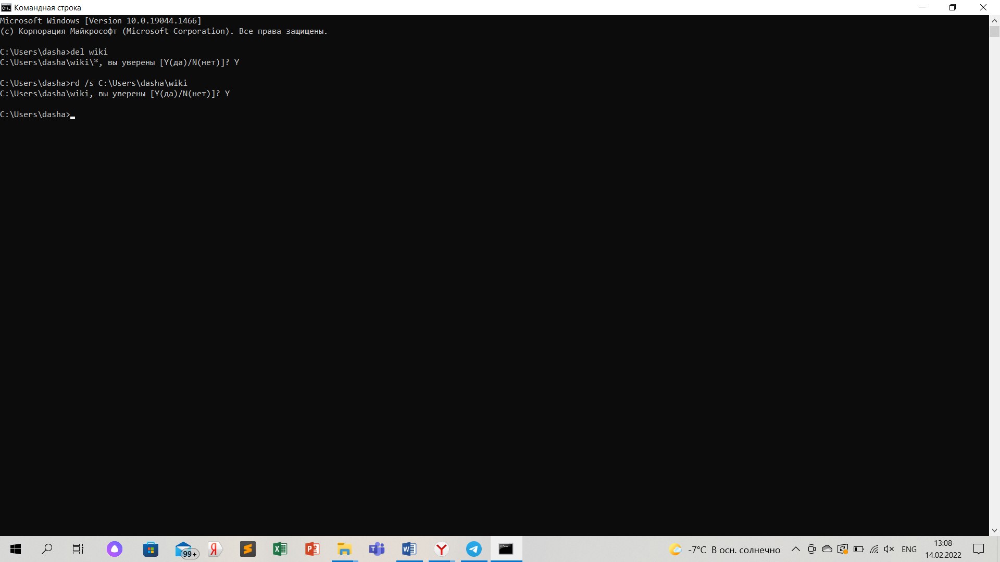 Командная строка
Microsoft Windows [Version 10.0.19044.1466]
(c) Корпорация Майкрософт (Microsoft Corporation). Все права защищены.
C:\Users\dasha>del wiki
C:\Users\dasha\wiki\*, вы уверены [Y(да)/N(нет)]? Y
C:\Users\dasha>rd /s C:\Users\dasha\wiki
C:\Users\dasha\wiki, вы уверены [Y(да)/N(нет)]? Y
C:\Users\dasha>
99+
-7°C В осн. солнечно
ENG
13:08
14.02.2022